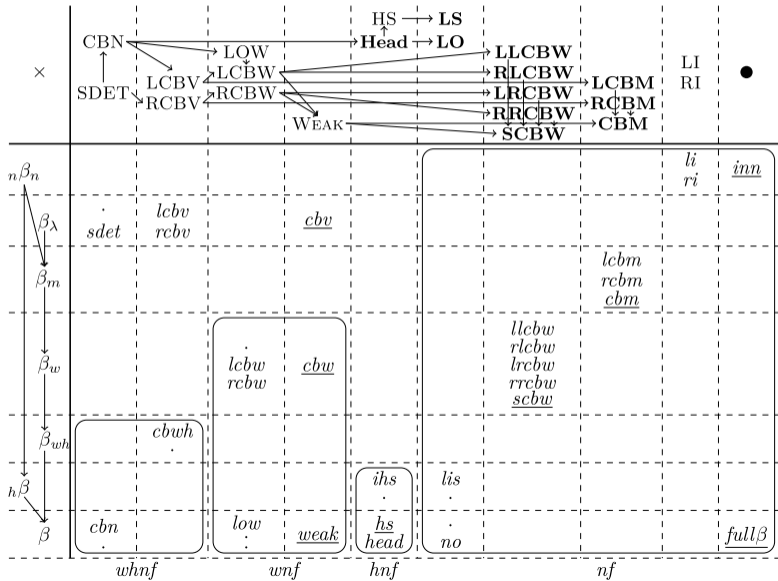 HS LS
CBN Head LO
LOW LLCBW LI
× LCBW RLCBW RI ●
LCBV LCBM
SDET RCBW LRCBW
RCBV RCBM
RRCBW
WEAK CBM
SCBW
nβn li inn
ri
βλ · lcbv cbv
sdet rcbv
βm lcbm
rcbm
cbm
llcbw
· rlcbw
βw lcbw cbw lrcbw
rcbw rrcbw
scbw
βwh cbwh
·
hβ ihs lis
· ·
cbn low hs ·
β · · weak head no fullβ
whnf wnf hnf nf